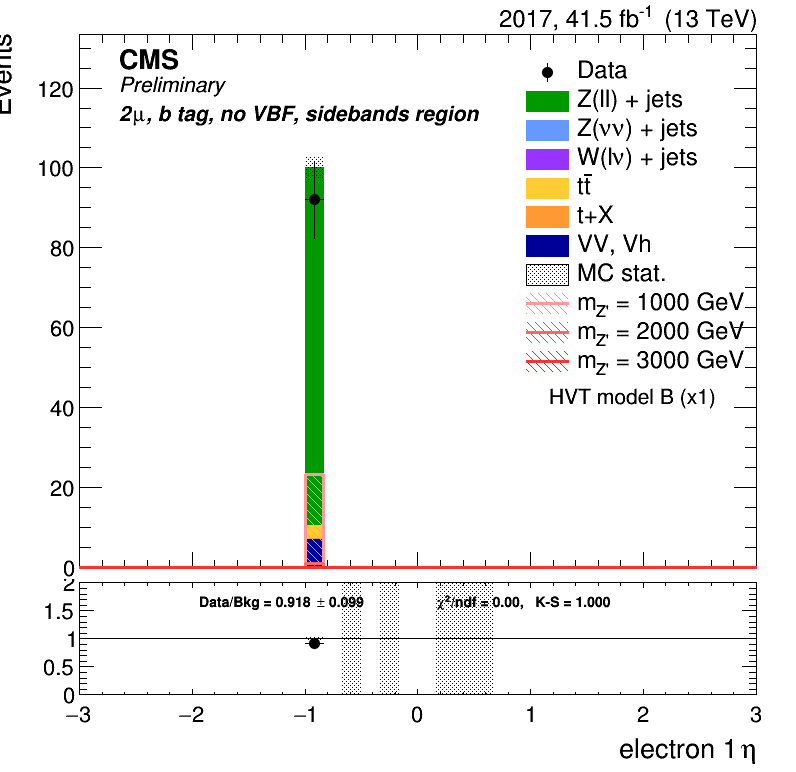 2017, 41.5 fb⁻¹ (13 TeV)
Events
CMS
Preliminary
2μ, b tag, no VBF, sidebands region
Data
Z(ll) + jets
Z(νν) + jets
W(lν) + jets
tt̄
t+X
VV, Vh
MC stat.
m_Z' = 1000 GeV
m_Z' = 2000 GeV
m_Z' = 3000 GeV
HVT model B (x1)
120
100
80
60
40
20
0
2
1.5
1
0.5
0
Data/Bkg = 0.918 ± 0.099
χ²/ndf = 0.00, K-S = 1.000
−3 −2 −1 0 1 2 3
electron 1 η